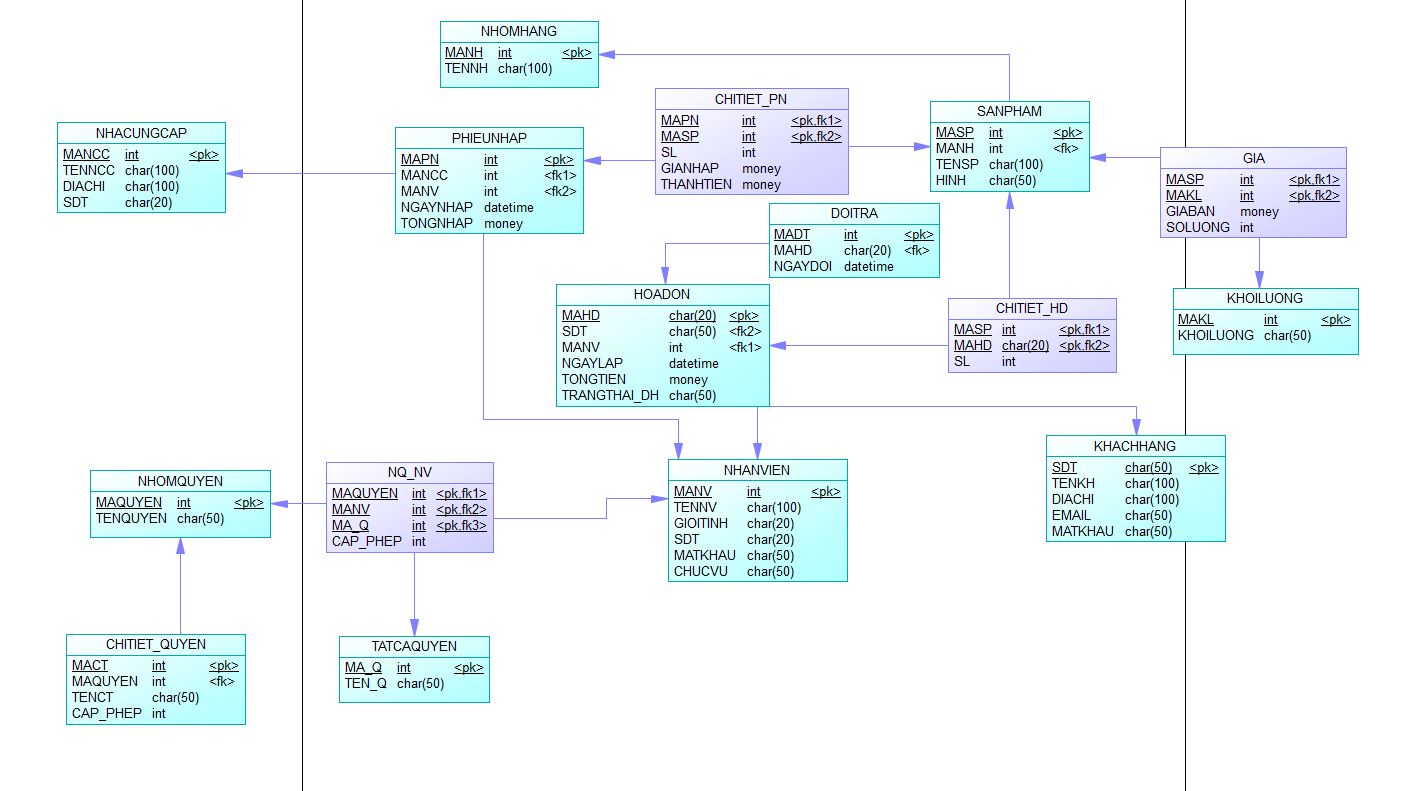 NHOMHANG
MANH int <pk>
TENNH char(100)
CHITIET_PN
MAPN int <pk,fk1>
MASP int <pk,fk2>
SL int
GIANHAP money
THANHTIEN money
SANPHAM
MASP int <pk>
MANH int <fk>
TENSP char(100)
HINH char(50)
NHACUNGCAP
MANCC int <pk>
TENNCC char(100)
DIACHI char(100)
SDT char(20)
PHIEUNHAP
MAPN int <pk>
MANCC int <fk1>
MANV int <fk2>
NGAYNHAP datetime
TONGNHAP money
GIA
MASP int <pk,fk1>
MAKL int <pk,fk2>
GIABAN money
SOLUONG int
DOITRA
MADT int <pk>
MAHD char(20) <fk>
NGAYDOI datetime
HOADON
MAHD char(20) <pk>
SDT char(50) <fk2>
MANV int <fk1>
NGAYLAP datetime
TONGTIEN money
TRANGTHAI_DH char(50)
CHITIET_HD
MASP int <pk,fk1>
MAHD char(20) <pk,fk2>
SL int
KHOILUONG
MAKL int <pk>
KHOILUONG char(50)
KHACHHANG
SDT char(50) <pk>
TENKH char(100)
DIACHI char(100)
EMAIL char(50)
MATKHAU char(50)
NHOMQUYEN
MAQUYEN int <pk>
TENQUYEN char(50)
NQ_NV
MAQUYEN int <pk,fk1>
MANV int <pk,fk2>
MA_Q int <pk,fk3>
CAP_PHEP int
NHANVIEN
MANV int <pk>
TENNV char(100)
GIOITINH char(20)
SDT char(20)
MATKHAU char(50)
CHUCVU char(50)
CHITIET_QUYEN
MACT int <pk>
MAQUYEN int <fk>
TENCT char(50)
CAP_PHEP int
TATCAQUYEN
MA_Q int <pk>
TEN_Q char(50)